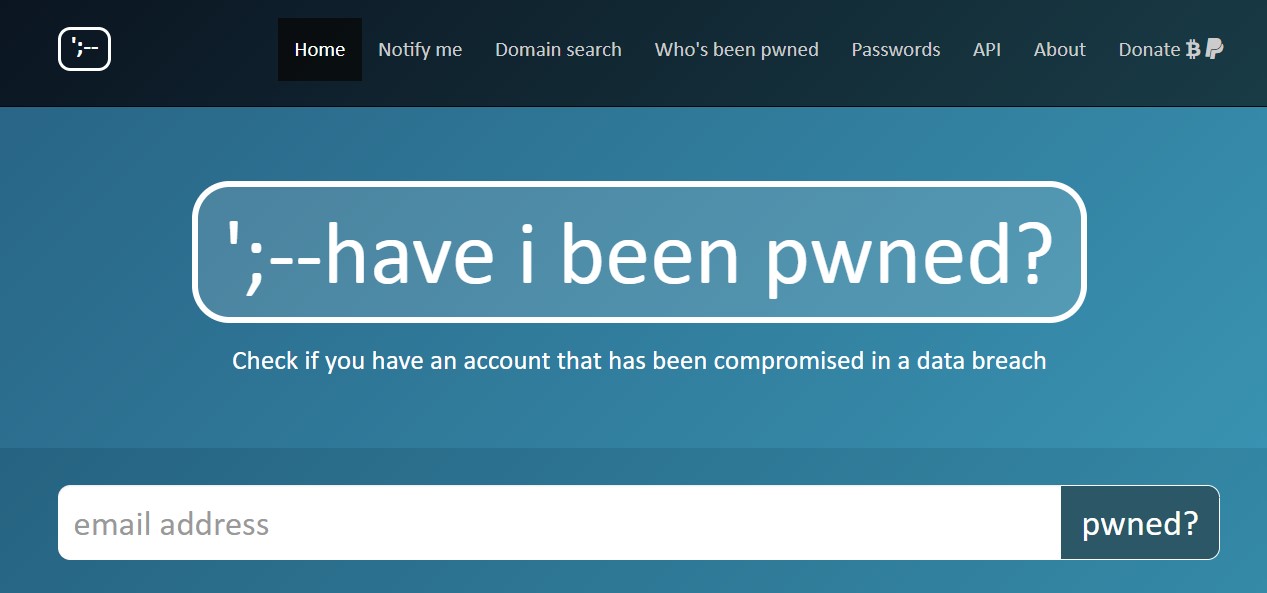 ';--
Home Notify me Domain search Who's been pwned Passwords API About Donate
';--have i been pwned?
Check if you have an account that has been compromised in a data breach
email address pwned?